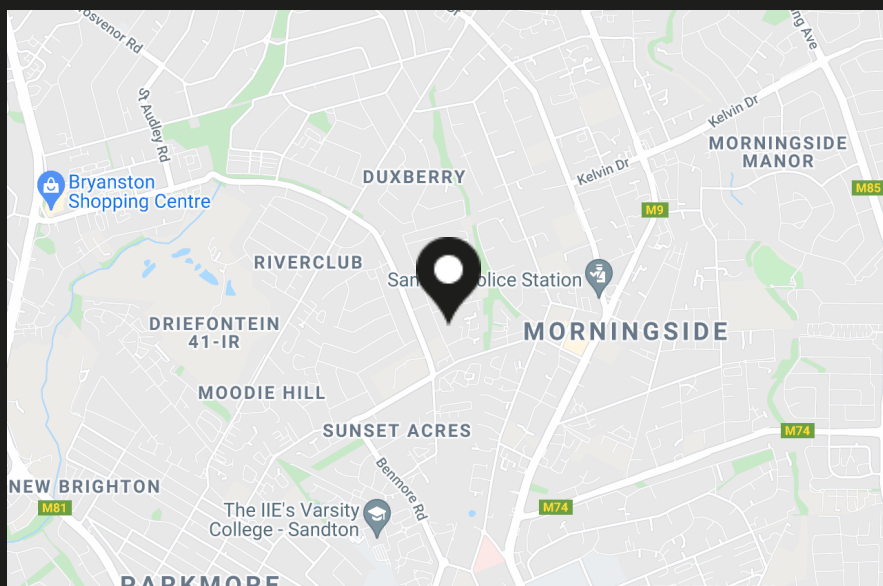 St Audley Rd
Kelvin Dr
MORNINGSIDE
MANOR
Kelvin Dr
DUXBERRY
Bryanston
Shopping Centre
M85
M9
RIVERCLUB
Police Station
DRIEFONTEIN
41-IR
MORNINGSIDE
MOODIE HILL
SUNSET ACRES
M74
Benmore Rd
NEW BRIGHTON
M81
M74
The IIE's Varsity
College - Sandton
PARKMORE